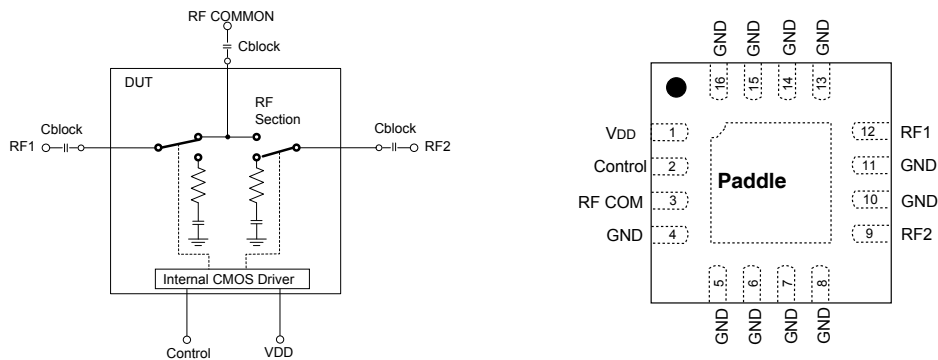 RF COMMON
Cblock
DUT
RF
Section
Cblock
RF1
Cblock
RF2
Internal CMOS Driver
Control
VDD
GND
GND
GND
GND
16
15
14
13
VDD
1
12
RF1
Control
2
11
GND
Paddle
RF COM
3
10
GND
GND
4
9
RF2
5
6
7
8
GND
GND
GND
GND